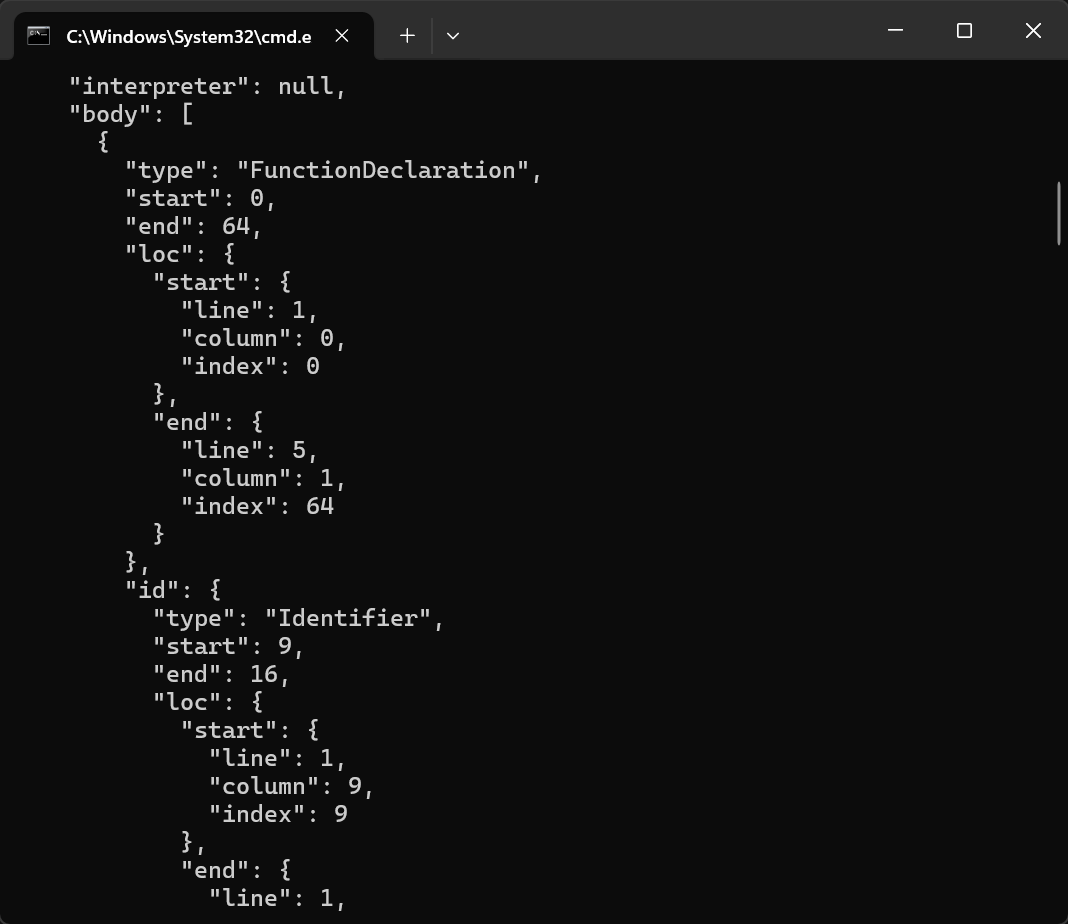 C:\Windows\System32\cmd.e
"interpreter": null,
"body": [
{
"type": "FunctionDeclaration",
"start": 0,
"end": 64,
"loc": {
"start": {
"line": 1,
"column": 0,
"index": 0
},
"end": {
"line": 5,
"column": 1,
"index": 64
}
},
"id": {
"type": "Identifier",
"start": 9,
"end": 16,
"loc": {
"start": {
"line": 1,
"column": 9,
"index": 9
},
"end": {
"line": 1,